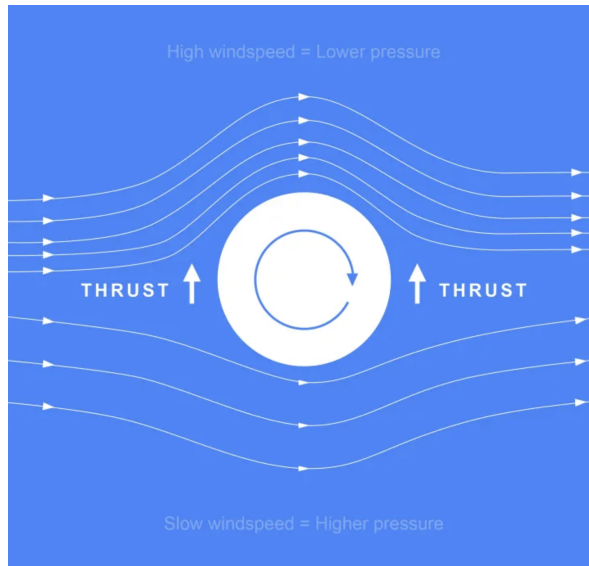 High windspeed = Lower pressure
THRUST
THRUST
Slow windspeed = Higher pressure